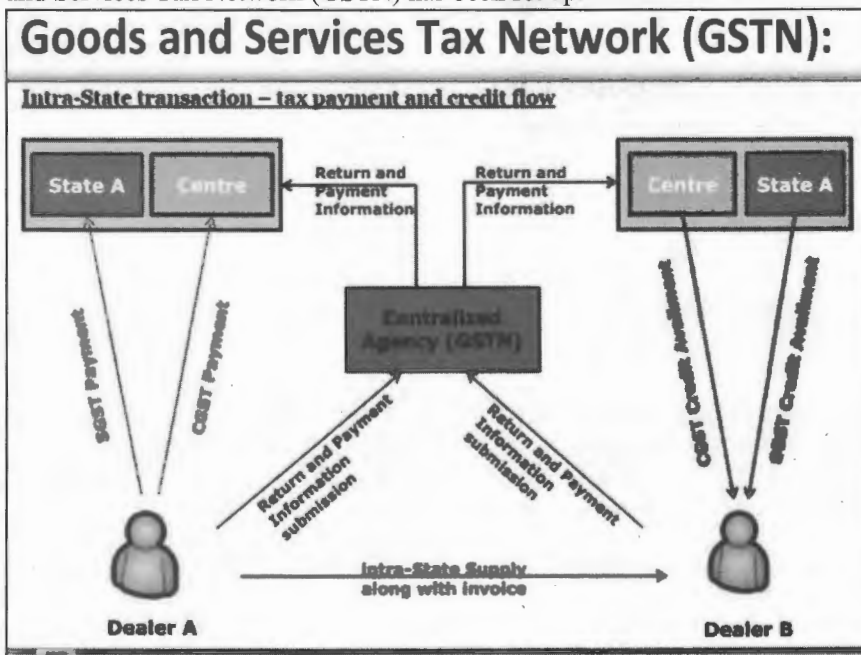 Goods and Services Tax Network (GSTN):
Intra-State transaction – tax payment and credit flow
State A
Centre
Return and
Payment
Information
Return and
Payment
Information
Centre
State A
Centralized
Agency (GSTN)
SGST Payment
CGST Payment
CGST Credit Availment
SGST Credit Availment
Return and Payment
Information
submission
Return and Payment
Information
submission
Intra-State Supply
along with invoice
Dealer A
Dealer B